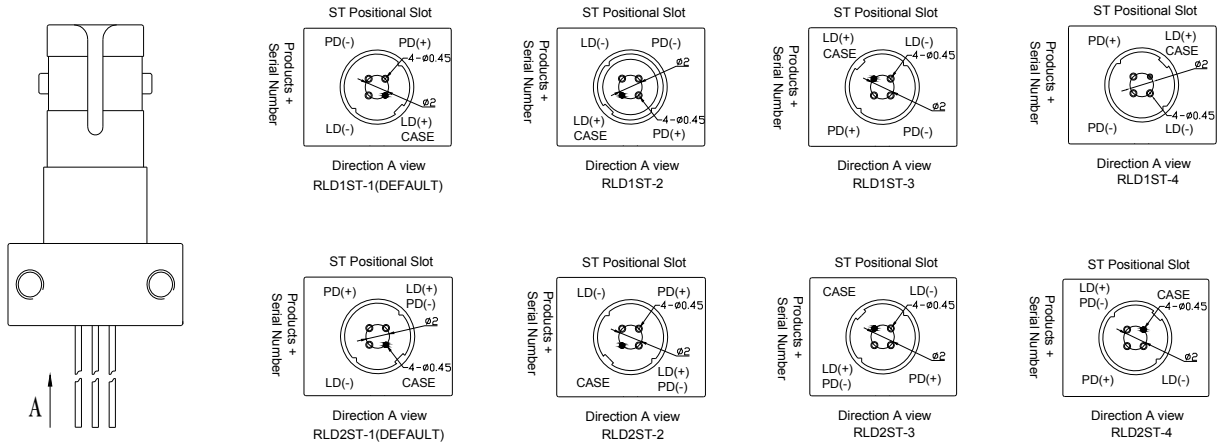 ST Positional Slot
Products +
Serial Number
PD(-)
PD(+)
4-ø0.45
ø2
LD(-)
LD(+)
CASE
Direction A view
RLD1ST-1(DEFAULT)
ST Positional Slot
Products +
Serial Number
LD(-)
PD(-)
ø2
4-ø0.45
LD(+)
CASE
PD(+)
Direction A view
RLD1ST-2
ST Positional Slot
Products +
Serial Number
LD(+)
CASE
LD(-)
4-ø0.45
ø2
PD(+)
PD(-)
Direction A view
RLD1ST-3
ST Positional Slot
Products +
Serial Number
PD(+)
LD(+)
CASE
ø2
4-ø0.45
PD(-)
LD(-)
Direction A view
RLD1ST-4
A
ST Positional Slot
Products +
Serial Number
PD(+)
LD(+)
PD(-)
ø2
4-ø0.45
LD(-)
CASE
Direction A view
RLD2ST-1(DEFAULT)
ST Positional Slot
Products +
Serial Number
LD(-)
PD(+)
4-ø0.45
ø2
CASE
LD(+)
PD(-)
Direction A view
RLD2ST-2
ST Positional Slot
Products +
Serial Number
CASE
LD(-)
4-ø0.45
ø2
LD(+)
PD(-)
PD(+)
Direction A view
RLD2ST-3
ST Positional Slot
Products +
Serial Number
LD(+)
PD(-)
CASE
4-ø0.45
ø2
PD(+)
LD(-)
Direction A view
RLD2ST-4